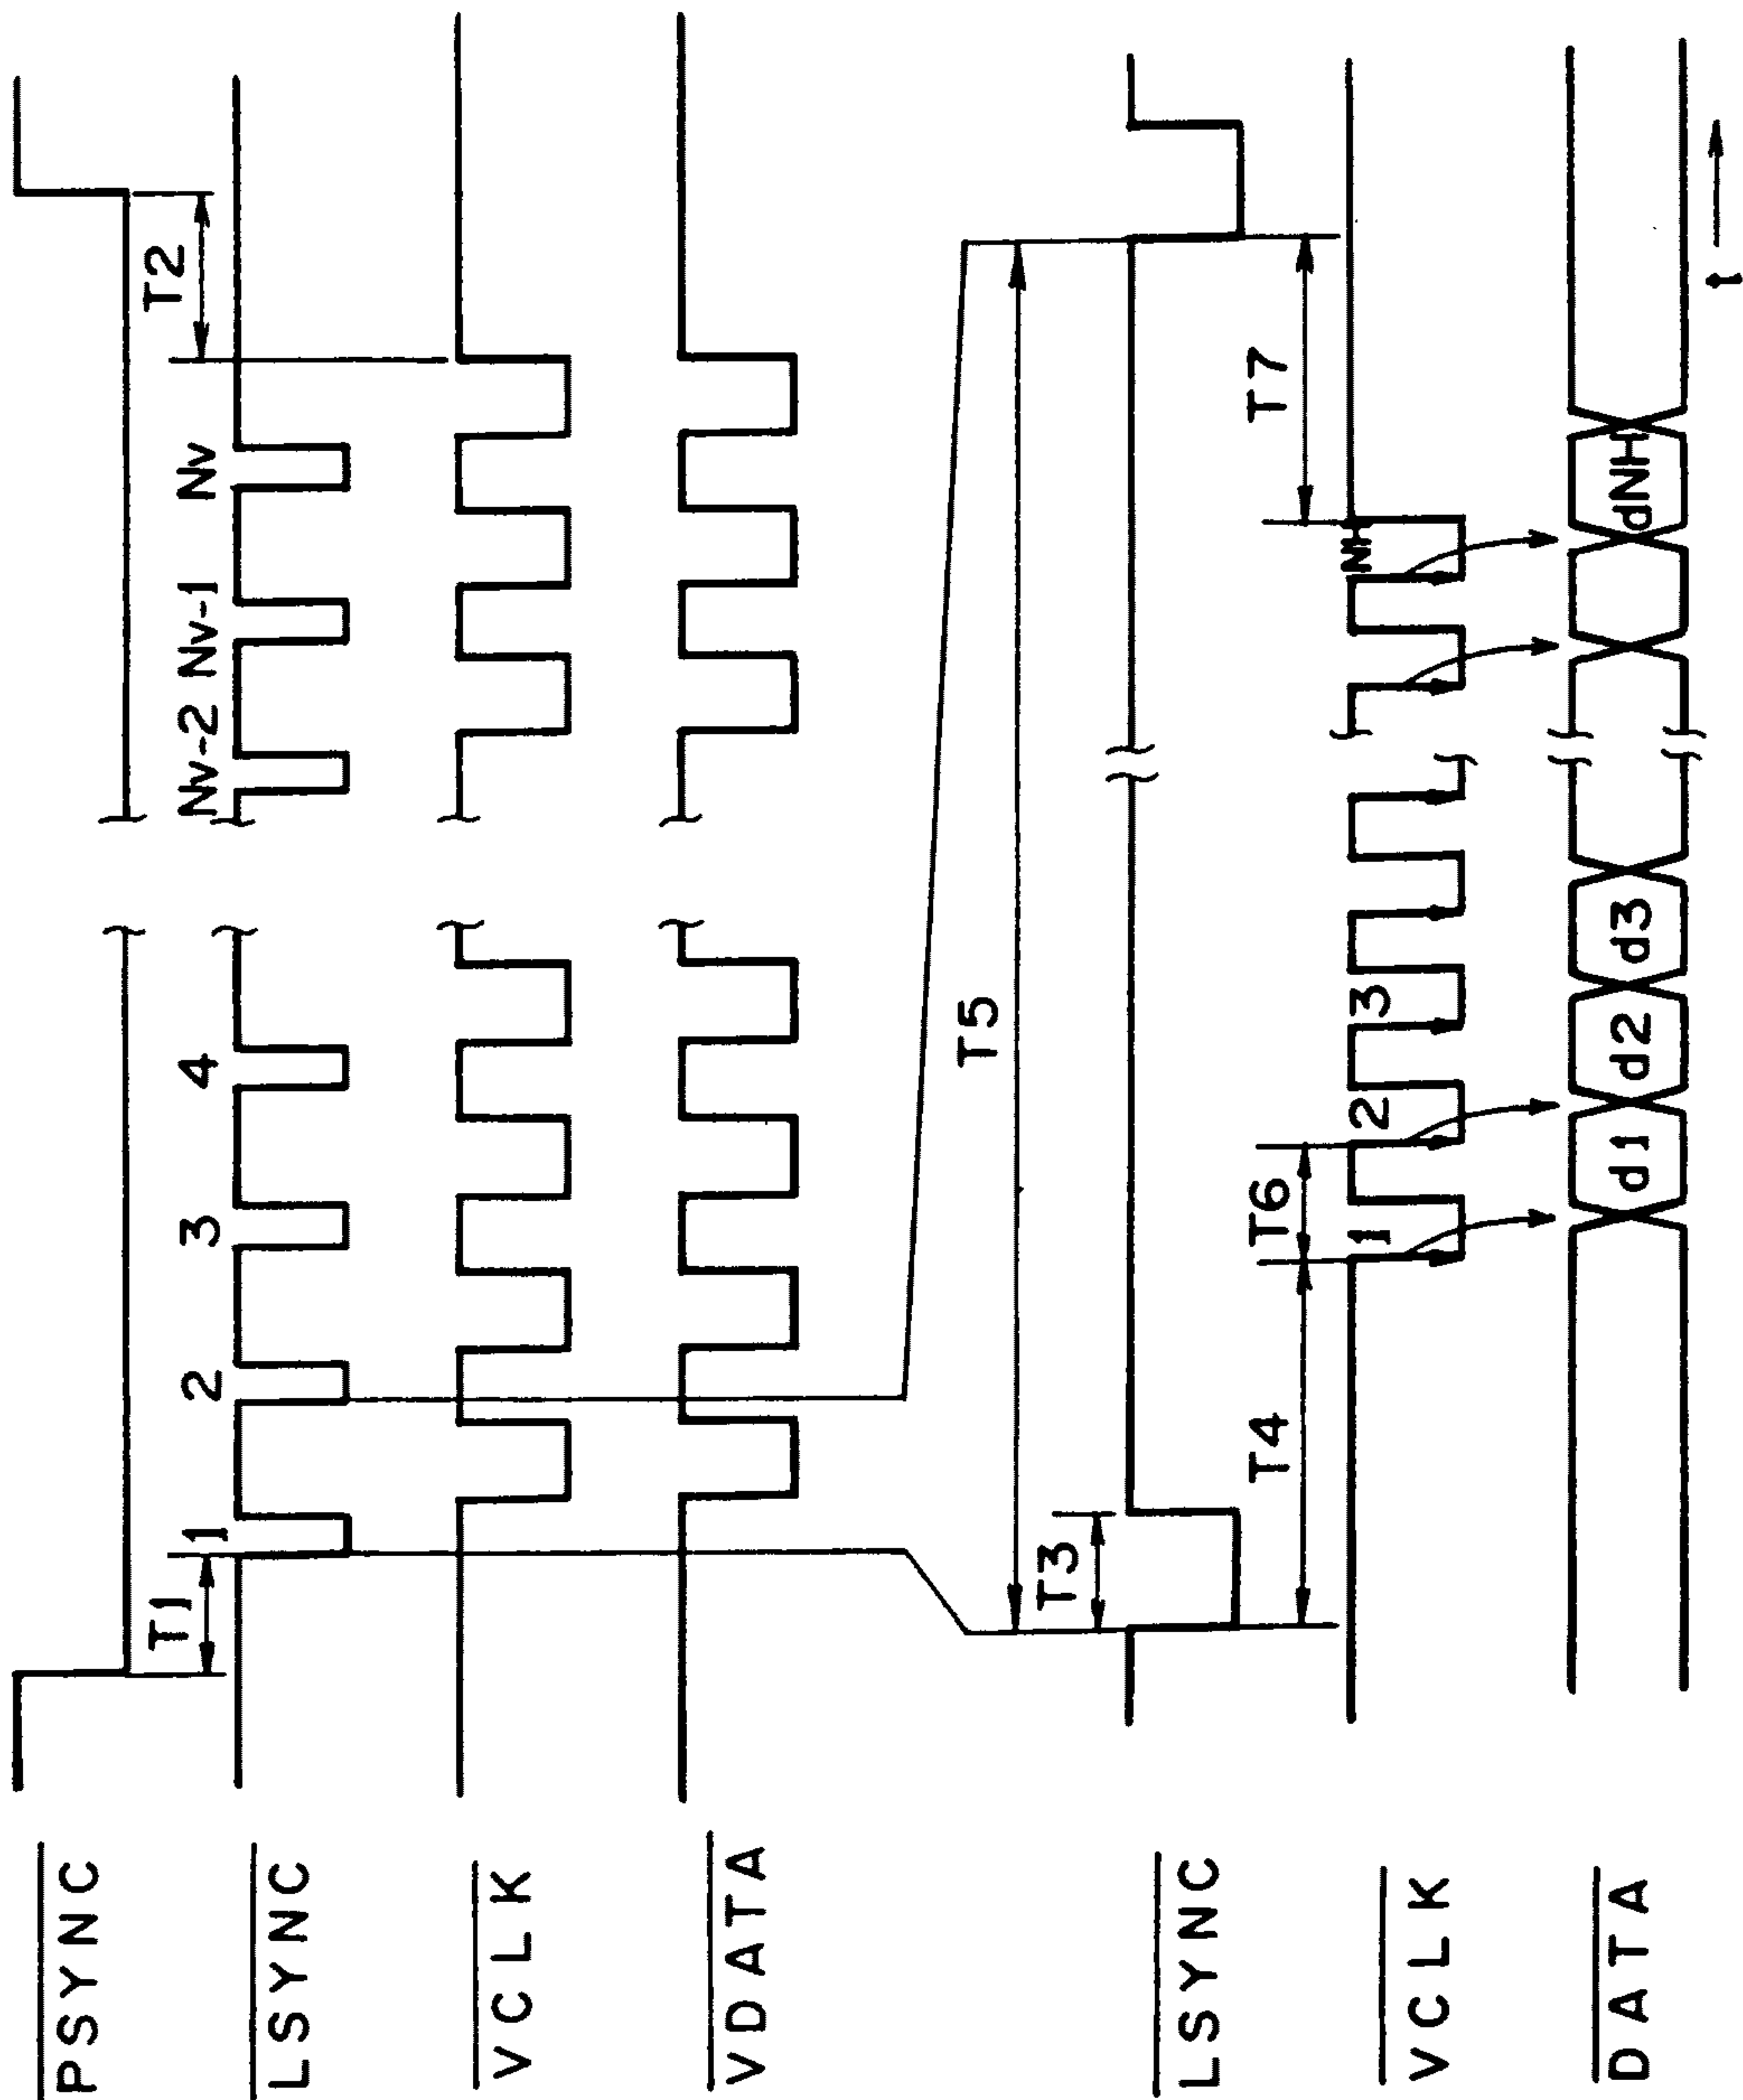 PSYNC
T1
T2
LSYNC
1 2 3 4 Nv-2 Nv-1 Nv
VCLK
VDATA
T5
LSYNC
T3
T4 T6 T7
VCLK
1 2 3 NH
DATA
d1 d2 d3 dNH
t